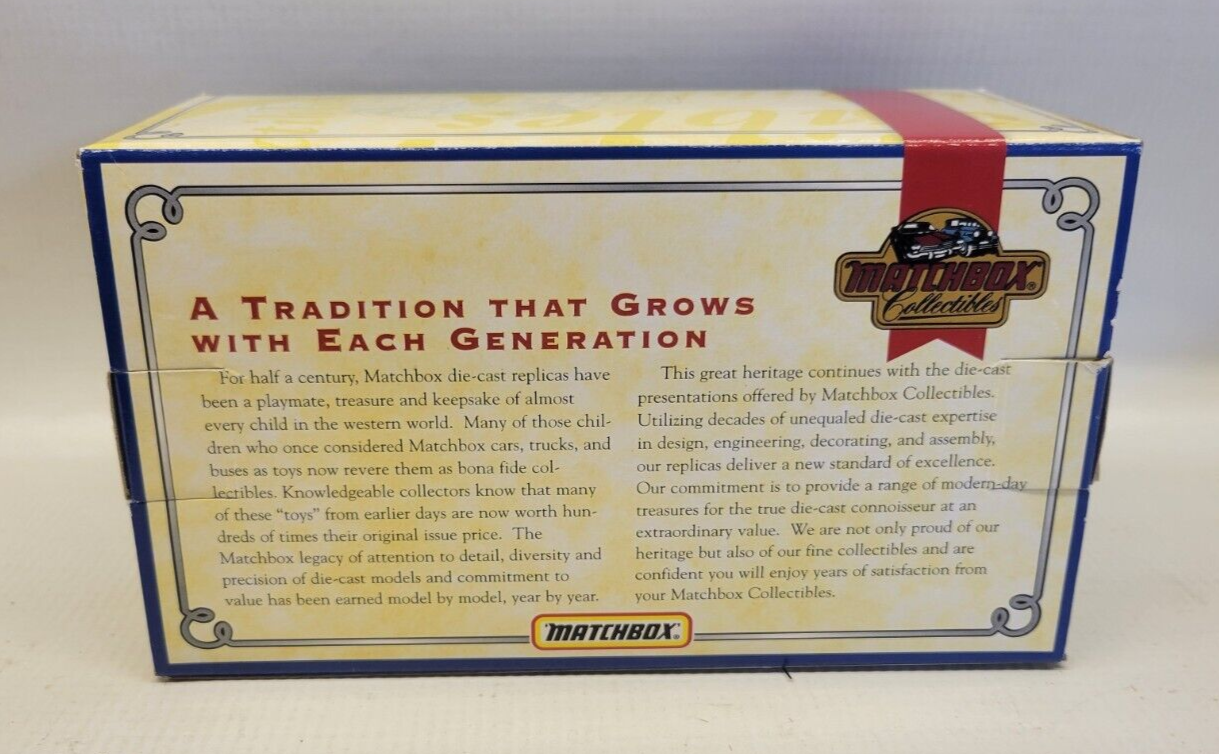 MATCHBOX®
Collectibles
A TRADITION THAT GROWS
WITH EACH GENERATION
For half a century, Matchbox die-cast replicas have
been a playmate, treasure and keepsake of almost
every child in the western world. Many of those chil-
dren who once considered Matchbox cars, trucks, and
buses as toys now revere them as bona fide col-
lectibles. Knowledgeable collectors know that many
of these “toys” from earlier days are now worth hun-
dreds of times their original issue price. The
Matchbox legacy of attention to detail, diversity and
precision of die-cast models and commitment to
value has been earned model by model, year by year.
This great heritage continues with the die-cast
presentations offered by Matchbox Collectibles.
Utilizing decades of unequaled die-cast expertise
in design, engineering, decorating, and assembly,
our replicas deliver a new standard of excellence.
Our commitment is to provide a range of modern-day
treasures for the true die-cast connoisseur at an
extraordinary value. We are not only proud of our
heritage but also of our fine collectibles and are
confident you will enjoy years of satisfaction from
your Matchbox Collectibles.
"MATCHBOX"®